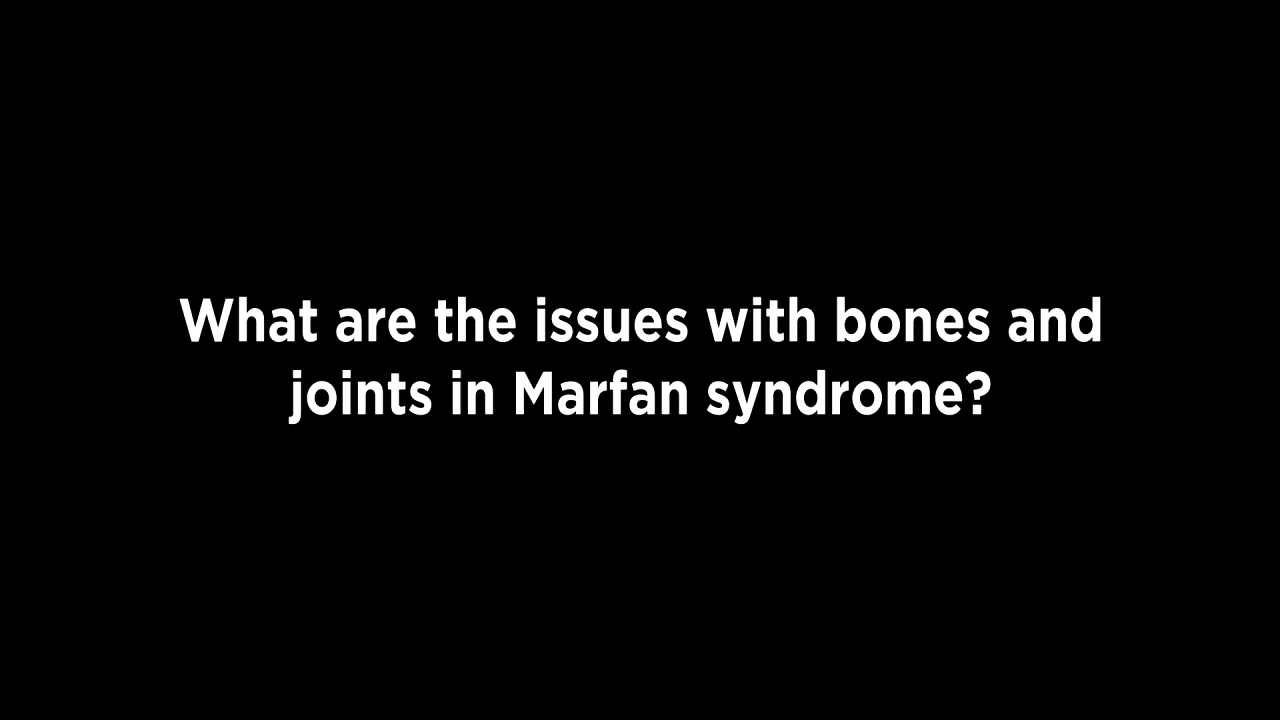 What are the issues with bones and
joints in Marfan syndrome?